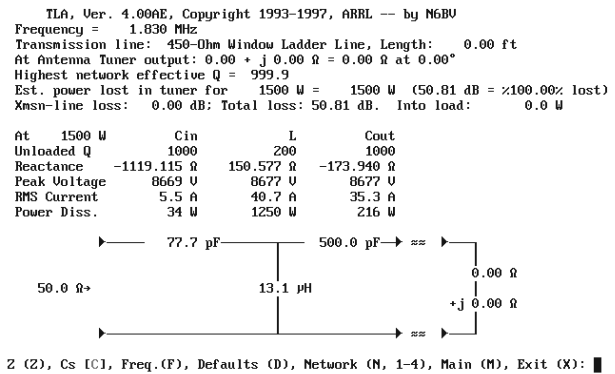 TLA, Ver. 4.00AE, Copyright 1993-1997, ARRL -- by N6BV
Frequency = 1.830 MHz
Transmission line: 450-Ohm Window Ladder Line, Length: 0.00 ft
At Antenna Tuner output: 0.00 + j 0.00 Ω = 0.00 Ω at 0.00°
Highest network effective Q = 999.9
Est. power lost in tuner for 1500 W = 1500 W (50.81 dB = %100.00% lost)
Xmsn-line loss: 0.00 dB; Total loss: 50.81 dB. Into load: 0.0 W
At 1500 W Cin L Cout
Unloaded Q 1000 200 1000
Reactance -1119.115 Ω 150.577 Ω -173.940 Ω
Peak Voltage 8669 V 8677 V 8677 V
RMS Current 5.5 A 40.7 A 35.3 A
Power Diss. 34 W 1250 W 216 W
77.7 pF 500.0 pF ≈≈
0.00 Ω
50.0 Ω→ 13.1 µH
+j 0.00 Ω
≈≈
Z (Z), Cs [C], Freq.(F), Defaults (D), Network (N, 1-4), Main (M), Exit (X):